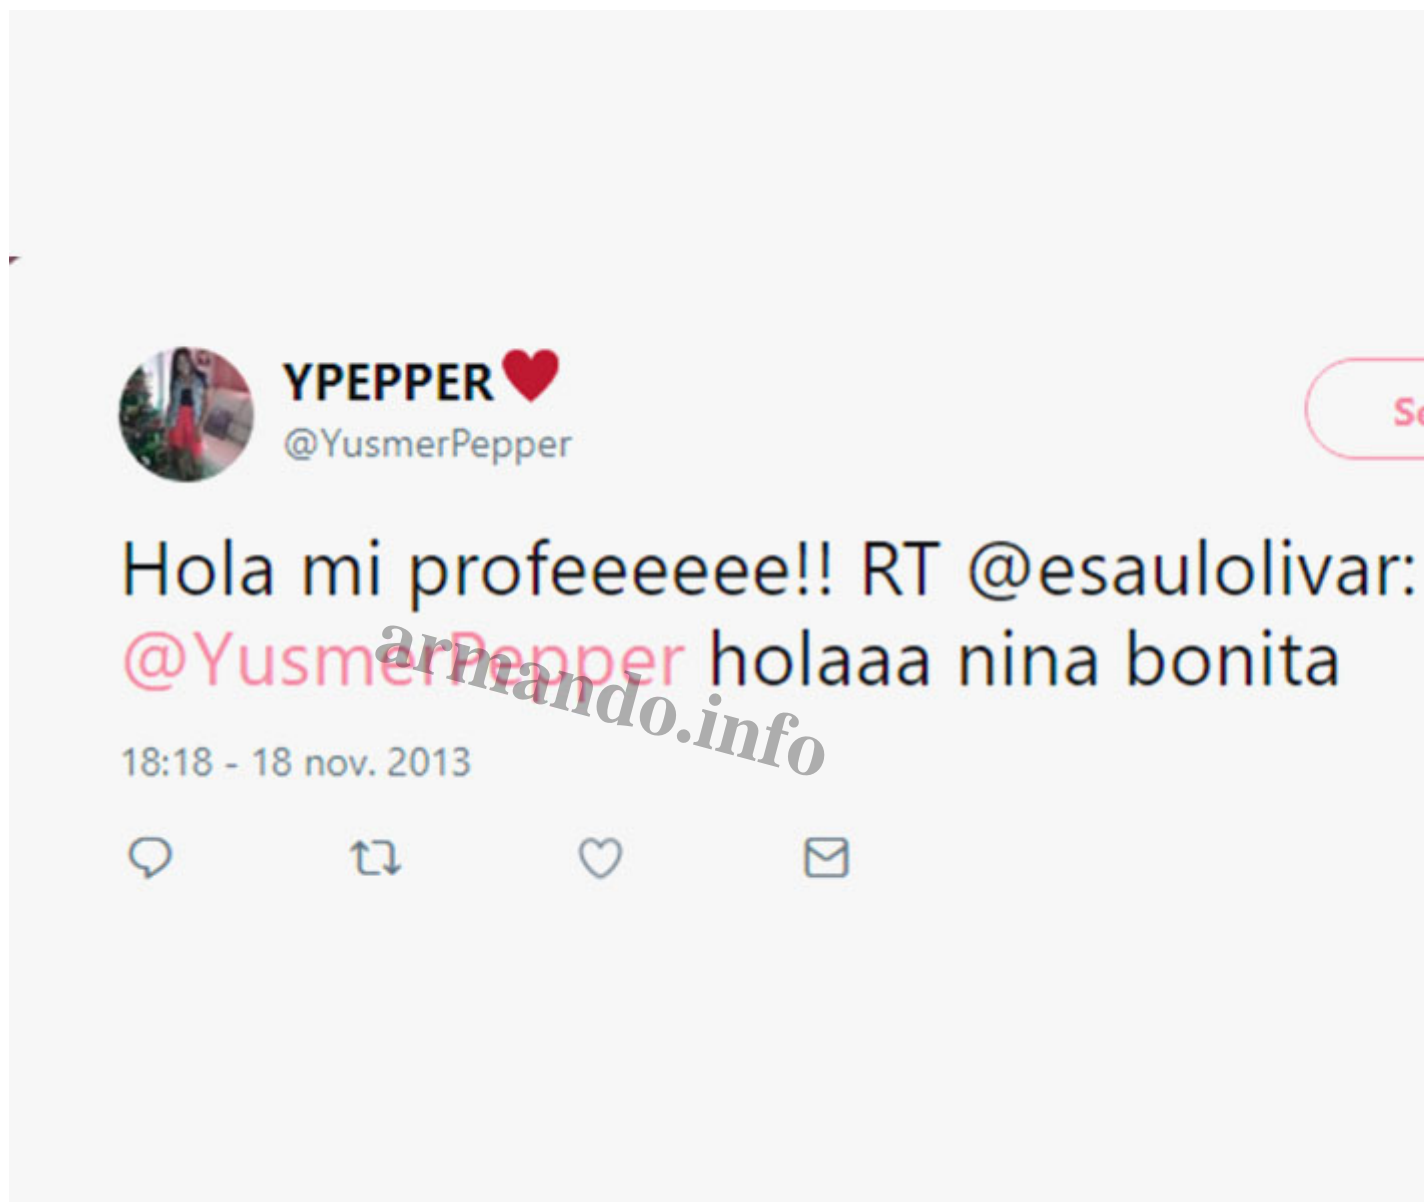 YPEPPER
@YusmerPepper
Hola mi profeeeeee!! RT @esaulolivar:
@YusmerPepper holaaa nina bonita
armando.info
18:18 - 18 nov. 2013